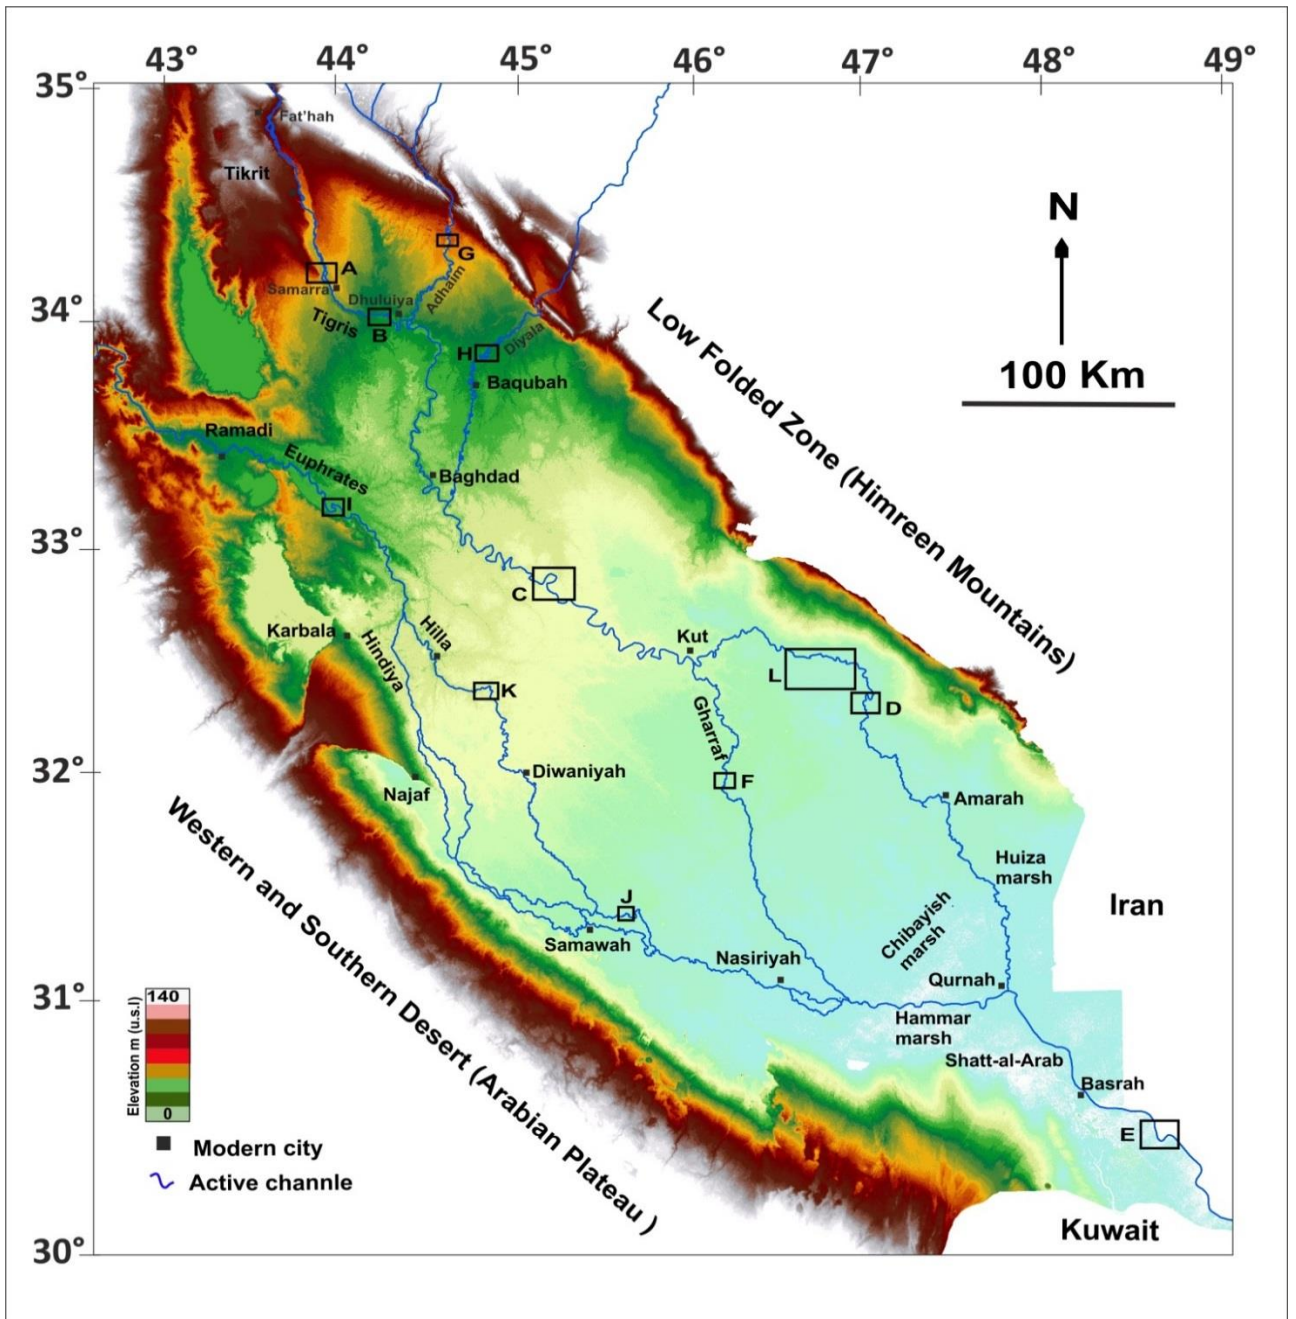 43°
44°
45°
46°
47°
48°
49°
35°
Fat'hah
Tikrit
N
G
A
Samarra
Adhaim
Dhuluiya
34°
Tigris
B
Diyala
H
Low Folded Zone (Himreen Mountains)
100 Km
Baqubah
Ramadi
Euphrates
Baghdad
I
33°
C
Karbala
Hindiya
Hilla
Kut
L
K
D
Gharraf
32°
Diwaniyah
F
Najaf
Amarah
Western and Southern Desert (Arabian Plateau )
Huiza
marsh
J
Iran
Chibayish
marsh
Samawah
Nasiriyah
Qurnah
31°
140
Elevation m (u.s.l)
0
Hammar
marsh
Shatt-al-Arab
Basrah
E
Modern city
Active channle
Kuwait
30°